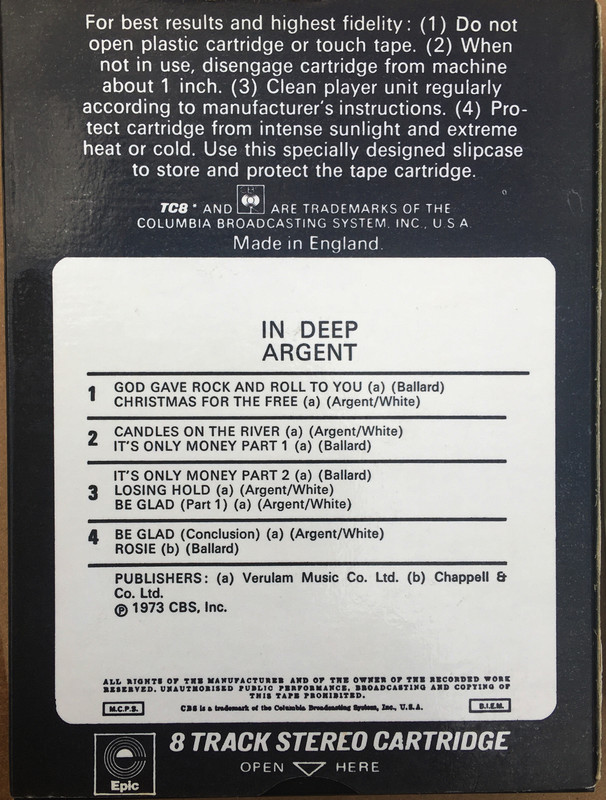 For best results and highest fidelity: (1) Do not
open plastic cartridge or touch tape. (2) When
not in use, disengage cartridge from machine
about 1 inch. (3) Clean player unit regularly
according to manufacturer's instructions. (4) Pro-
tect cartridge from intense sunlight and extreme
heat or cold. Use this specially designed slipcase
to store and protect the tape cartridge.
TC8 * AND ARE TRADEMARKS OF THE
COLUMBIA BROADCASTING SYSTEM, INC., U.S.A.
Made in England.
IN DEEP
ARGENT
1 GOD GAVE ROCK AND ROLL TO YOU (a) (Ballard)
CHRISTMAS FOR THE FREE (a) (Argent/White)
2 CANDLES ON THE RIVER (a) (Argent/White)
IT'S ONLY MONEY PART 1 (a) (Ballard)
3 IT'S ONLY MONEY PART 2 (a) (Ballard)
LOSING HOLD (a) (Argent/White)
BE GLAD (Part 1) (a) (Argent/White)
4 BE GLAD (Conclusion) (a) (Argent/White)
ROSIE (b) (Ballard)
PUBLISHERS: (a) Verulam Music Co. Ltd. (b) Chappell &
Co. Ltd.
℗ 1973 CBS, Inc.
ALL RIGHTS OF THE MANUFACTURER AND OF THE OWNER OF THE RECORDED WORK
RESERVED. UNAUTHORISED PUBLIC PERFORMANCE, BROADCASTING AND COPYING OF
THIS TAPE PROHIBITED.
M.C.P.S. CBS is a trademark of the Columbia Broadcasting System, Inc., U.S.A. B.I.E.M.
8 TRACK STEREO CARTRIDGE
Epic OPEN HERE